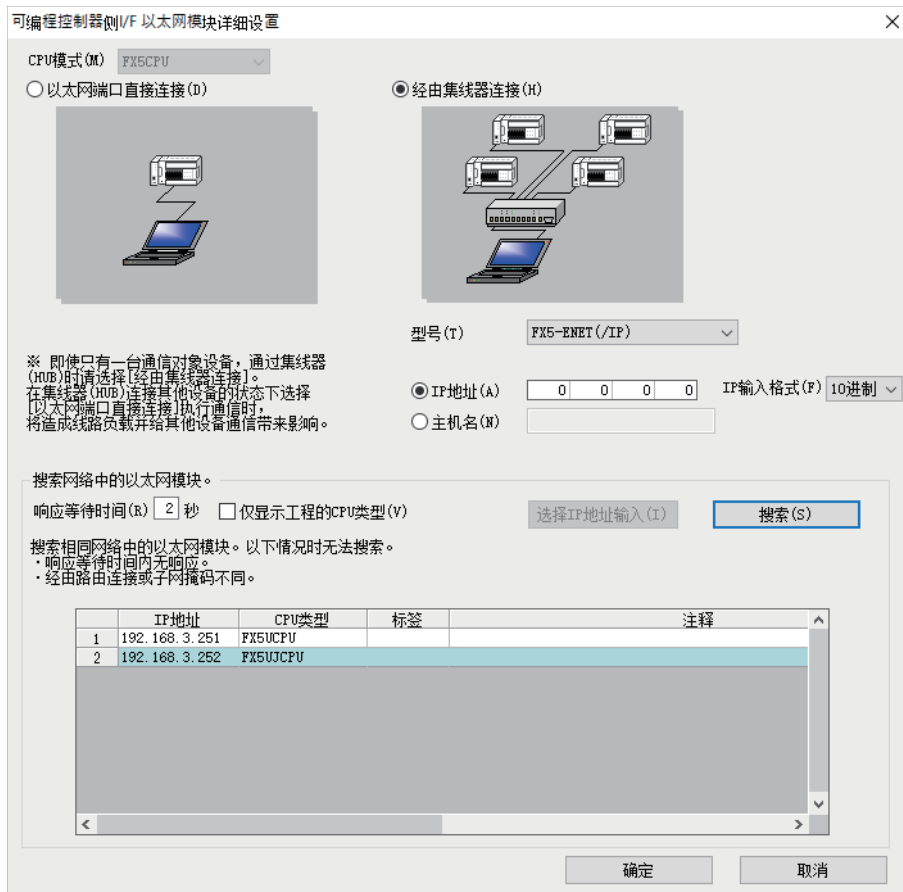 可编程控制器侧I/F 以太网模块详细设置
CPU模式(M) FX5CPU
以太网端口直接连接(D) 经由集线器连接(H)
型号(T) FX5-ENET(/IP)
※ 即使只有一台通信对象设备，通过集线器
(HUB)时请选择[经由集线器连接]。
在集线器(HUB)连接其他设备的状态下选择
[以太网端口直接连接]执行通信时，
将造成线路负载并给其他设备通信带来影响。
IP地址(A) 0 0 0 0 IP输入格式(F) 10进制
主机名(N)
搜索网络中的以太网模块。
响应等待时间(R) 2 秒 仅显示工程的CPU类型(V) 选择IP地址输入(I) 搜索(S)
搜索相同网络中的以太网模块。以下情况时无法搜索。
・响应等待时间内无响应。
・经由路由连接或子网掩码不同。
IP地址 CPU类型 标签 注释
1 192.168.3.251 FX5UCPU
2 192.168.3.252 FX5UJCPU
确定 取消